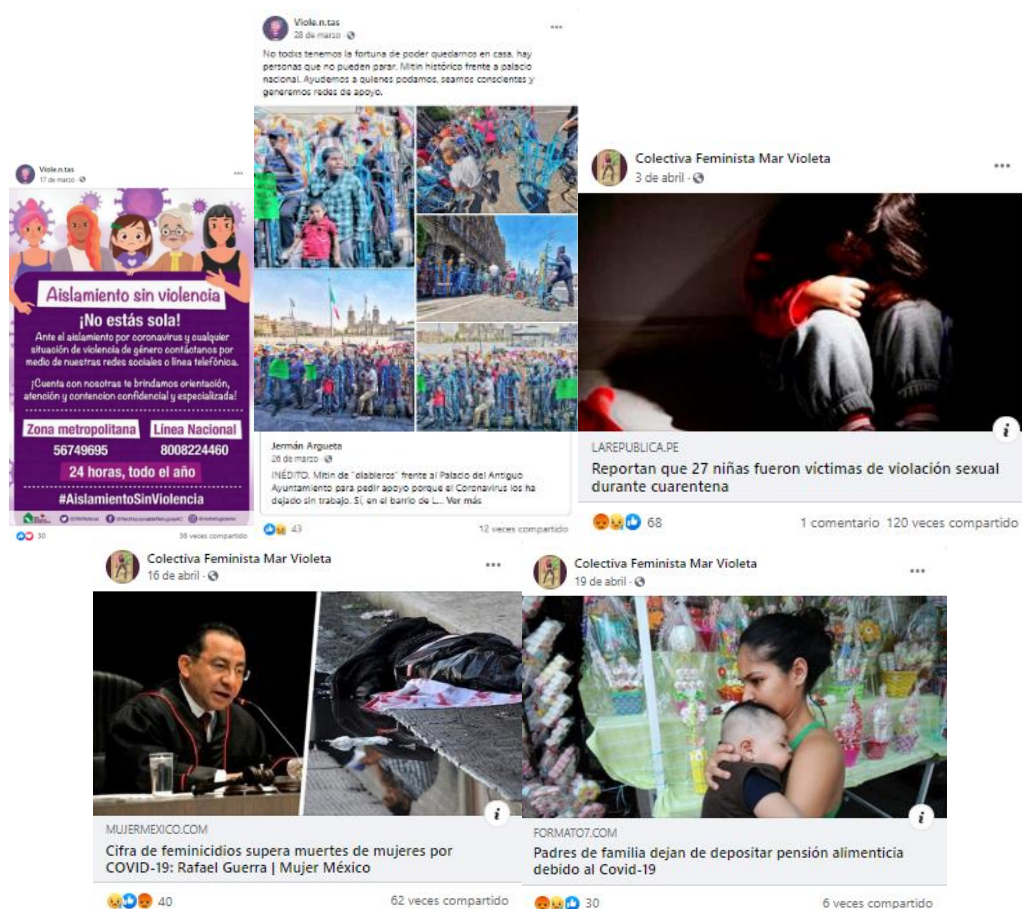 Viole.n.tas
17 de marzo
Aislamiento sin violencia
¡No estás sola!
Ante el aislamiento por coronavirus y cualquier
situación de violencia de género contáctanos por
medio de nuestras redes sociales o línea telefónica.
¡Cuenta con nosotras te brindamos orientación,
atención y contencion confidencial y especializada!
Zona metropolitana
56749695
Línea Nacional
8008224460
24 horas, todo el año
#AislamientoSinViolencia
30
38 veces compartido
Viole.n.tas
28 de marzo
No todxs tenemos la fortuna de poder quedarnos en casa, hay
personas que no pueden parar. Mitin histórico frente a palacio
nacional. Ayudemos a quienes podamos, seamos conscientes y
generemos redes de apoyo.
Jermán Argueta
26 de marzo
INÉDITO. Mitin de "diableros" frente al Palacio del Antiguo
Ayuntamiento para pedir apoyo porque el Coronavirus los ha
dejado sin trabajo. Sí, en el barrio de L... Ver más
43
12 veces compartido
Colectiva Feminista Mar Violeta
3 de abril
LAREPUBLICA.PE
Reportan que 27 niñas fueron víctimas de violación sexual
durante cuarentena
68
1 comentario 120 veces compartido
Colectiva Feminista Mar Violeta
16 de abril
MUJERMEXICO.COM
Cifra de feminicidios supera muertes de mujeres por
COVID-19: Rafael Guerra | Mujer México
40
62 veces compartido
Colectiva Feminista Mar Violeta
19 de abril
FORMATO7.COM
Padres de familia dejan de depositar pensión alimenticia
debido al Covid-19
30
6 veces compartido